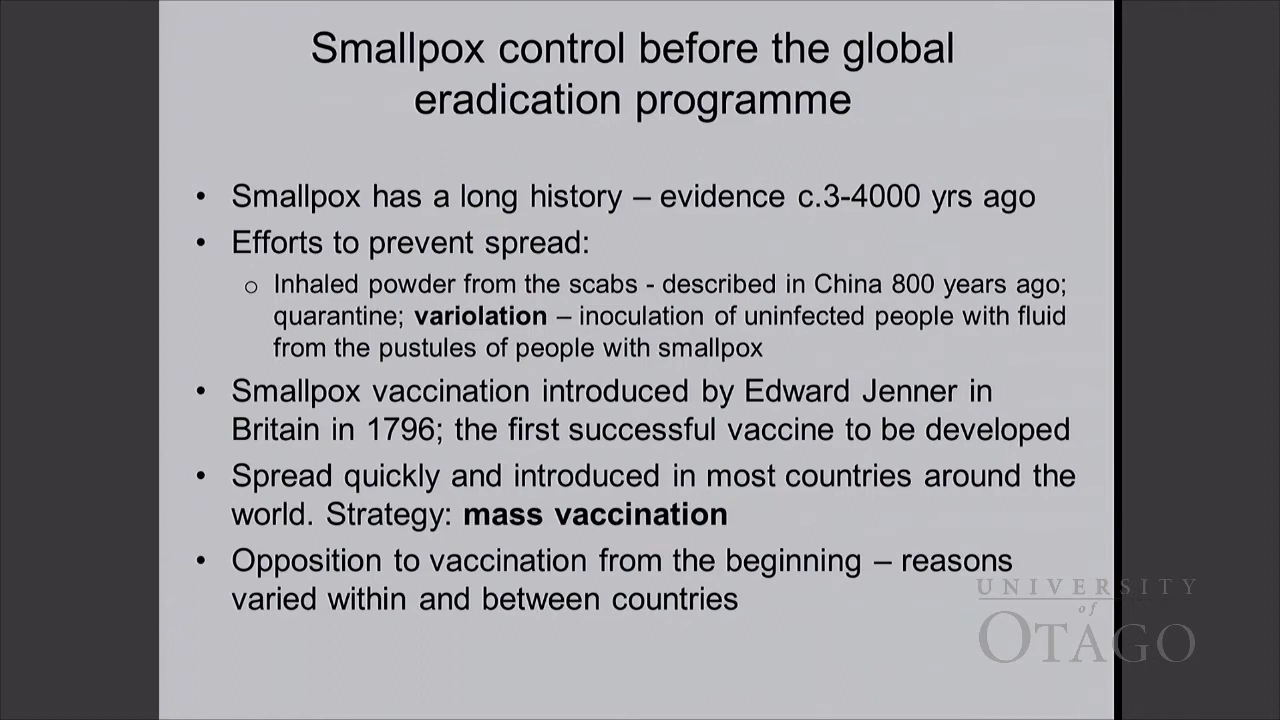 Smallpox control before the global
eradication programme
• Smallpox has a long history – evidence c.3-4000 yrs ago
• Efforts to prevent spread:
o Inhaled powder from the scabs - described in China 800 years ago;
quarantine; variolation – inoculation of uninfected people with fluid
from the pustules of people with smallpox
• Smallpox vaccination introduced by Edward Jenner in
Britain in 1796; the first successful vaccine to be developed
• Spread quickly and introduced in most countries around the
world. Strategy: mass vaccination
• Opposition to vaccination from the beginning – reasons
varied within and between countries
UNIVERSITY
of
OTAGO